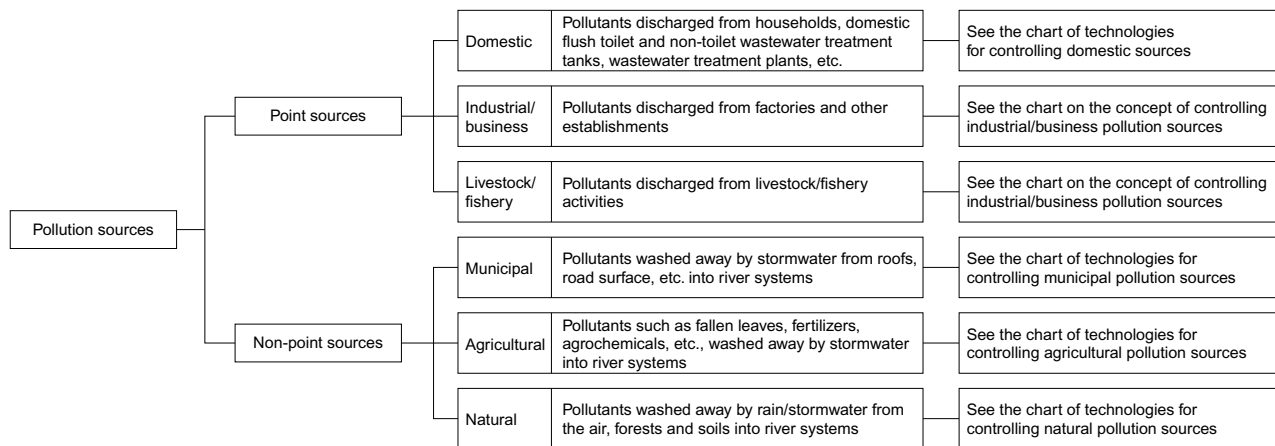 Pollution sources
Point sources
Domestic
Pollutants discharged from households, domestic
flush toilet and non-toilet wastewater treatment
tanks, wastewater treatment plants, etc.
See the chart of technologies
for controlling domestic sources
Industrial/
business
Pollutants discharged from factories and other
establishments
See the chart on the concept of controlling
industrial/business pollution sources
Livestock/
fishery
Pollutants discharged from livestock/fishery
activities
See the chart on the concept of controlling
industrial/business pollution sources
Non-point sources
Municipal
Pollutants washed away by stormwater from roofs,
road surface, etc. into river systems
See the chart of technologies for
controlling municipal pollution sources
Agricultural
Pollutants such as fallen leaves, fertilizers,
agrochemicals, etc., washed away by stormwater
into river systems
See the chart of technologies for
controlling agricultural pollution sources
Natural
Pollutants washed away by rain/stormwater from
the air, forests and soils into river systems
See the chart of technologies for
controlling natural pollution sources